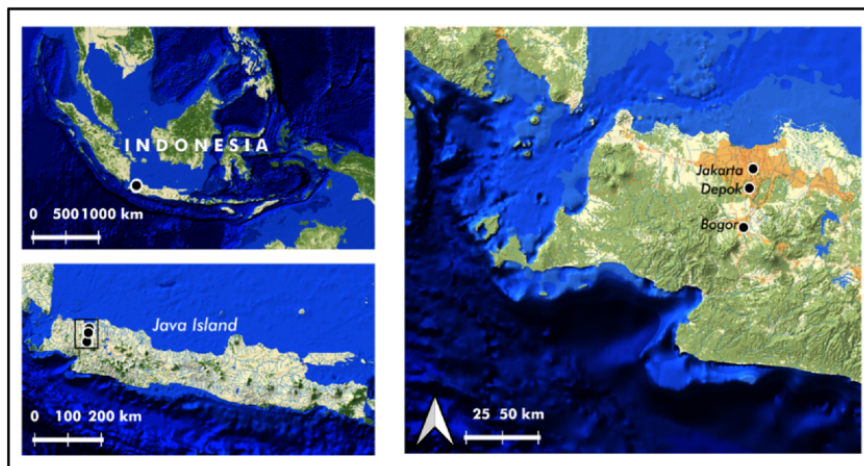 INDONESIA
0 500 1000 km
Java Island
0 100 200 km
Jakarta
Depok
Bogor
25 50 km